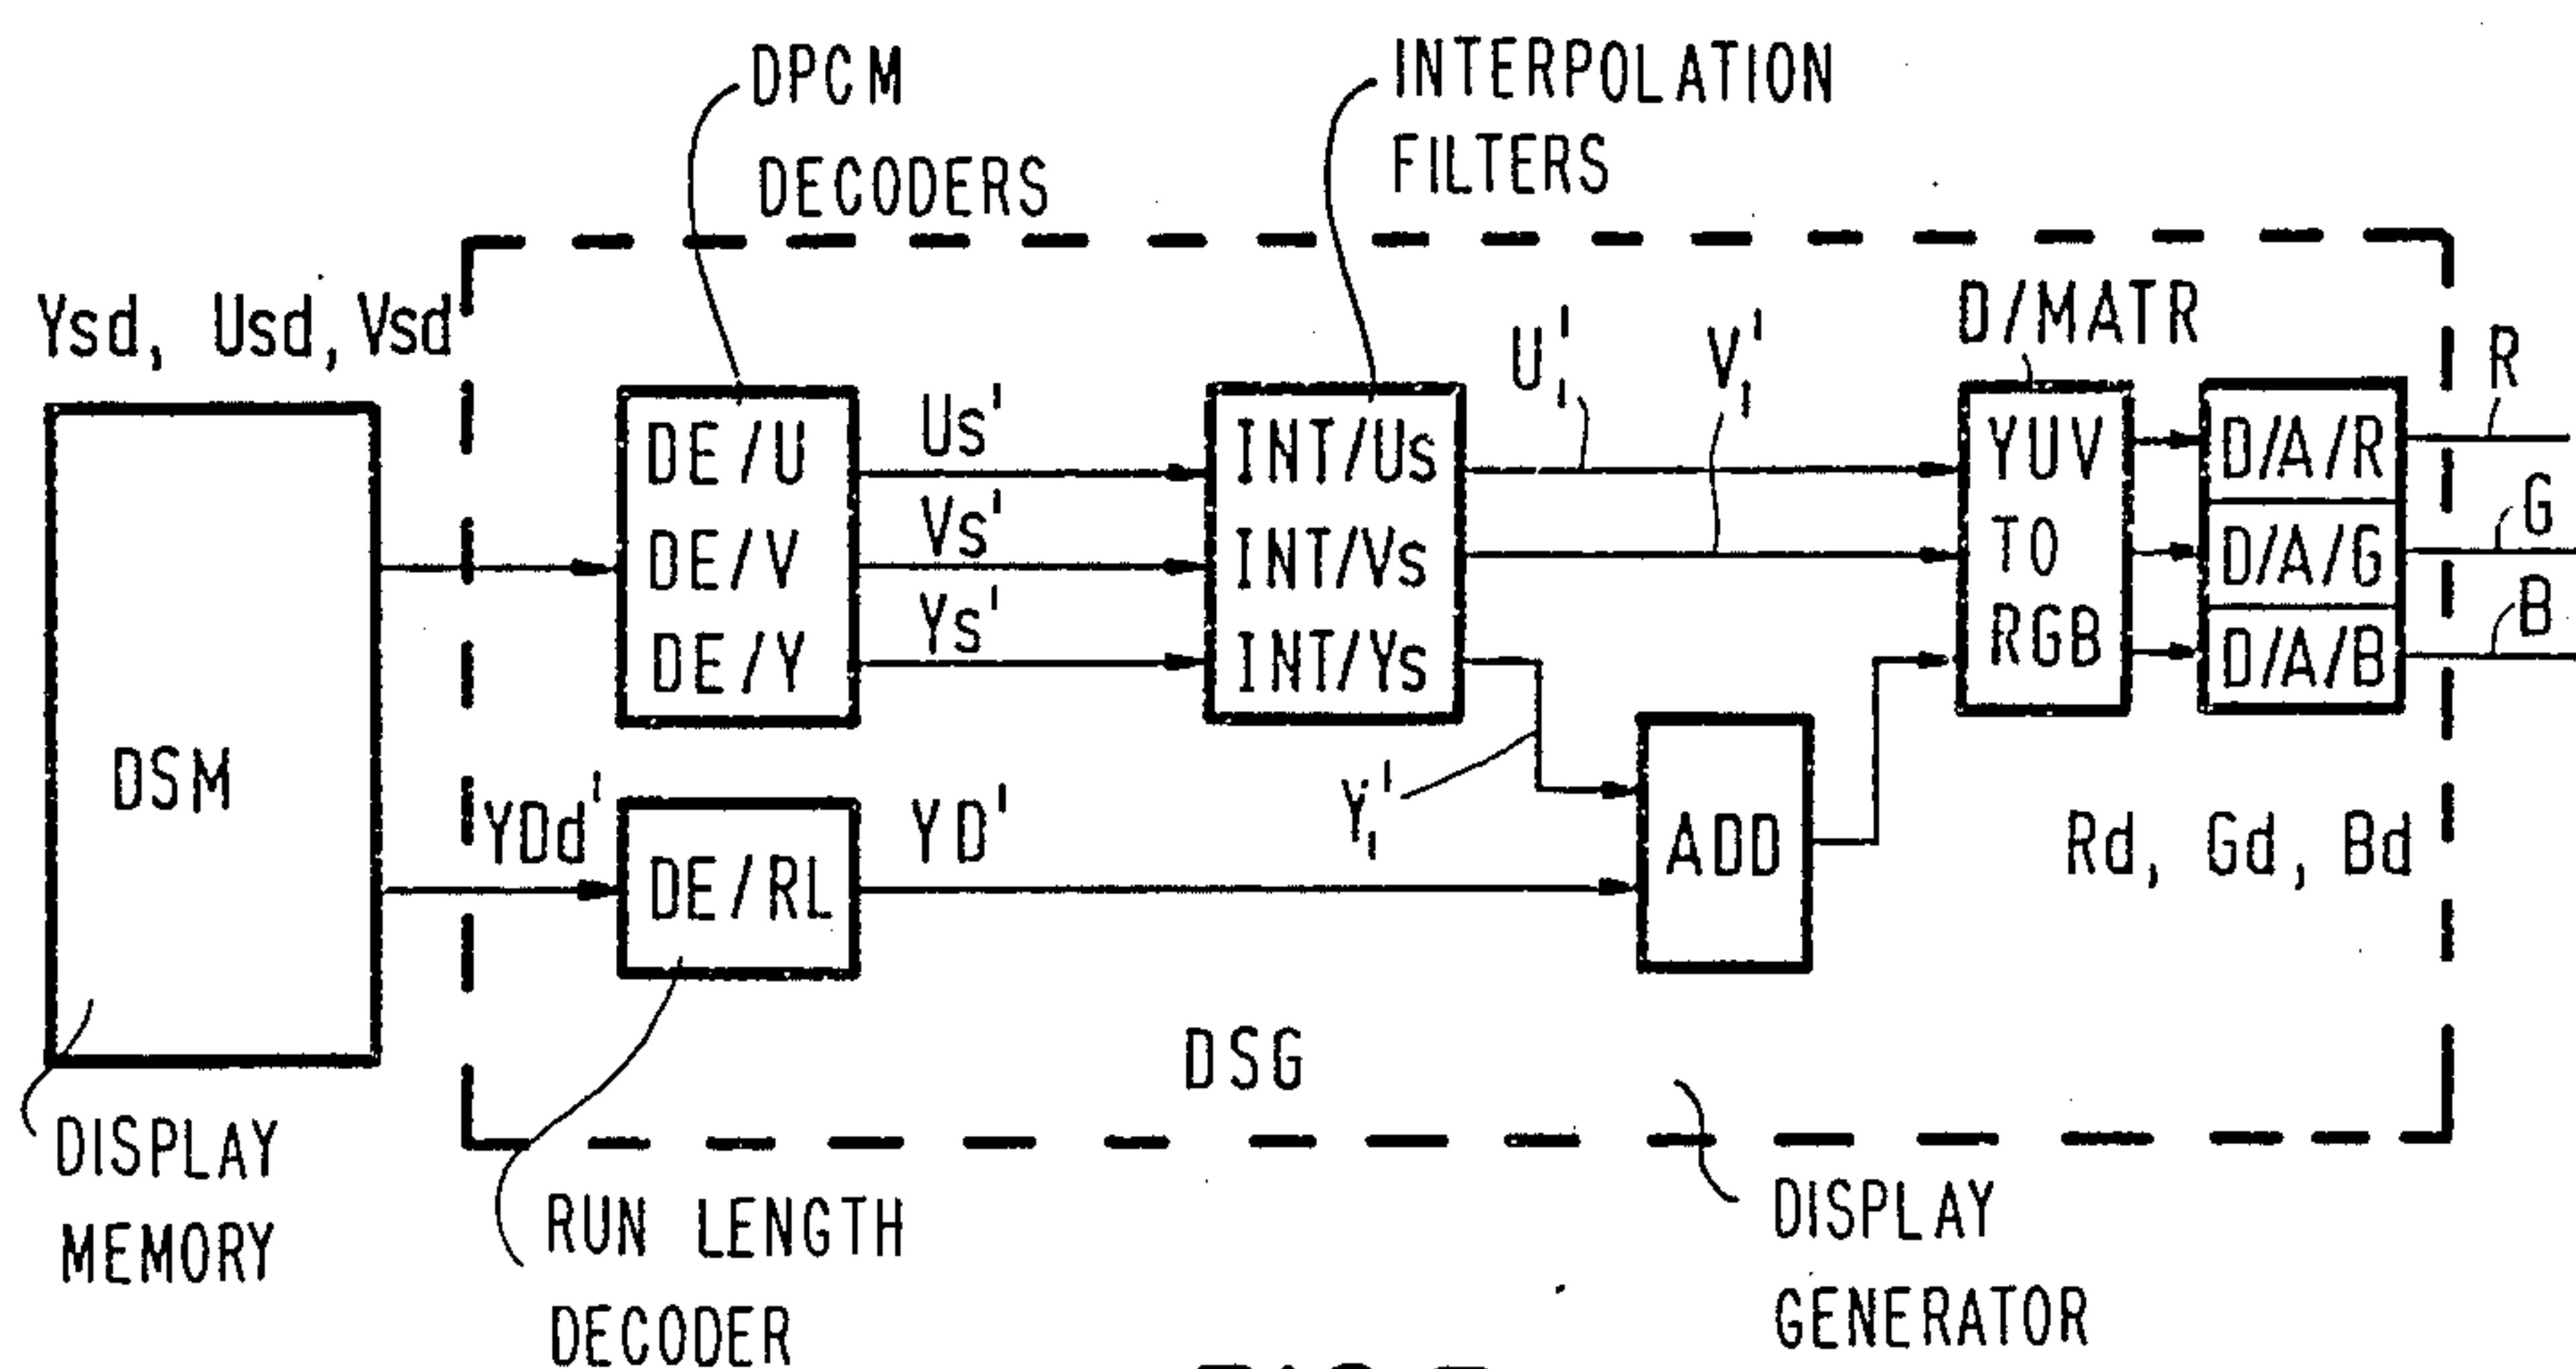 DPCM
DECODERS
INTERPOLATION
FILTERS
Ysd, Usd, Vsd
D/MATR
U₁'
V₁'
R
DE/U
Us'
INT/Us
YUV
D/A/R
G
DE/V
Vs'
INT/Vs
TO
D/A/G
B
DE/Y
Ys'
INT/Ys
RGB
D/A/B
DSM
YDd'
DE/RL
YD'
Y₁'
ADD
Rd, Gd, Bd
DSG
DISPLAY
MEMORY
RUN LENGTH
DECODER
DISPLAY
GENERATOR